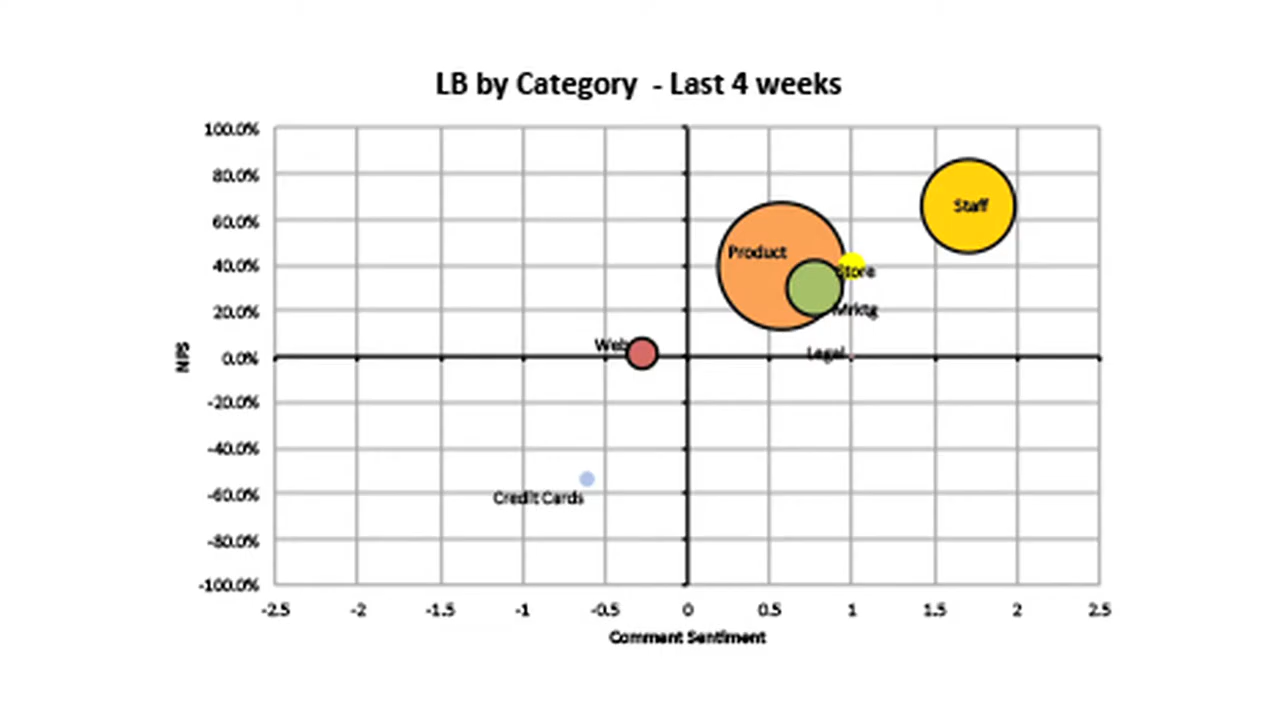 LB by Category - Last 4 weeks
100.0%
80.0%
60.0%
40.0%
20.0%
0.0%
-20.0%
-40.0%
-60.0%
-80.0%
-100.0%
NPS
Staff
Product
Store
Mrktg
Web
Legal
Credit Cards
-2.5 -2 -1.5 -1 -0.5 0 0.5 1 1.5 2 2.5
Comment Sentiment